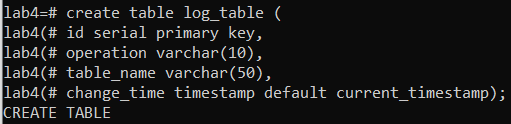 lab4=# create table log_table (
lab4(# id serial primary key,
lab4(# operation varchar(10),
lab4(# table_name varchar(50),
lab4(# change_time timestamp default current_timestamp);
CREATE TABLE